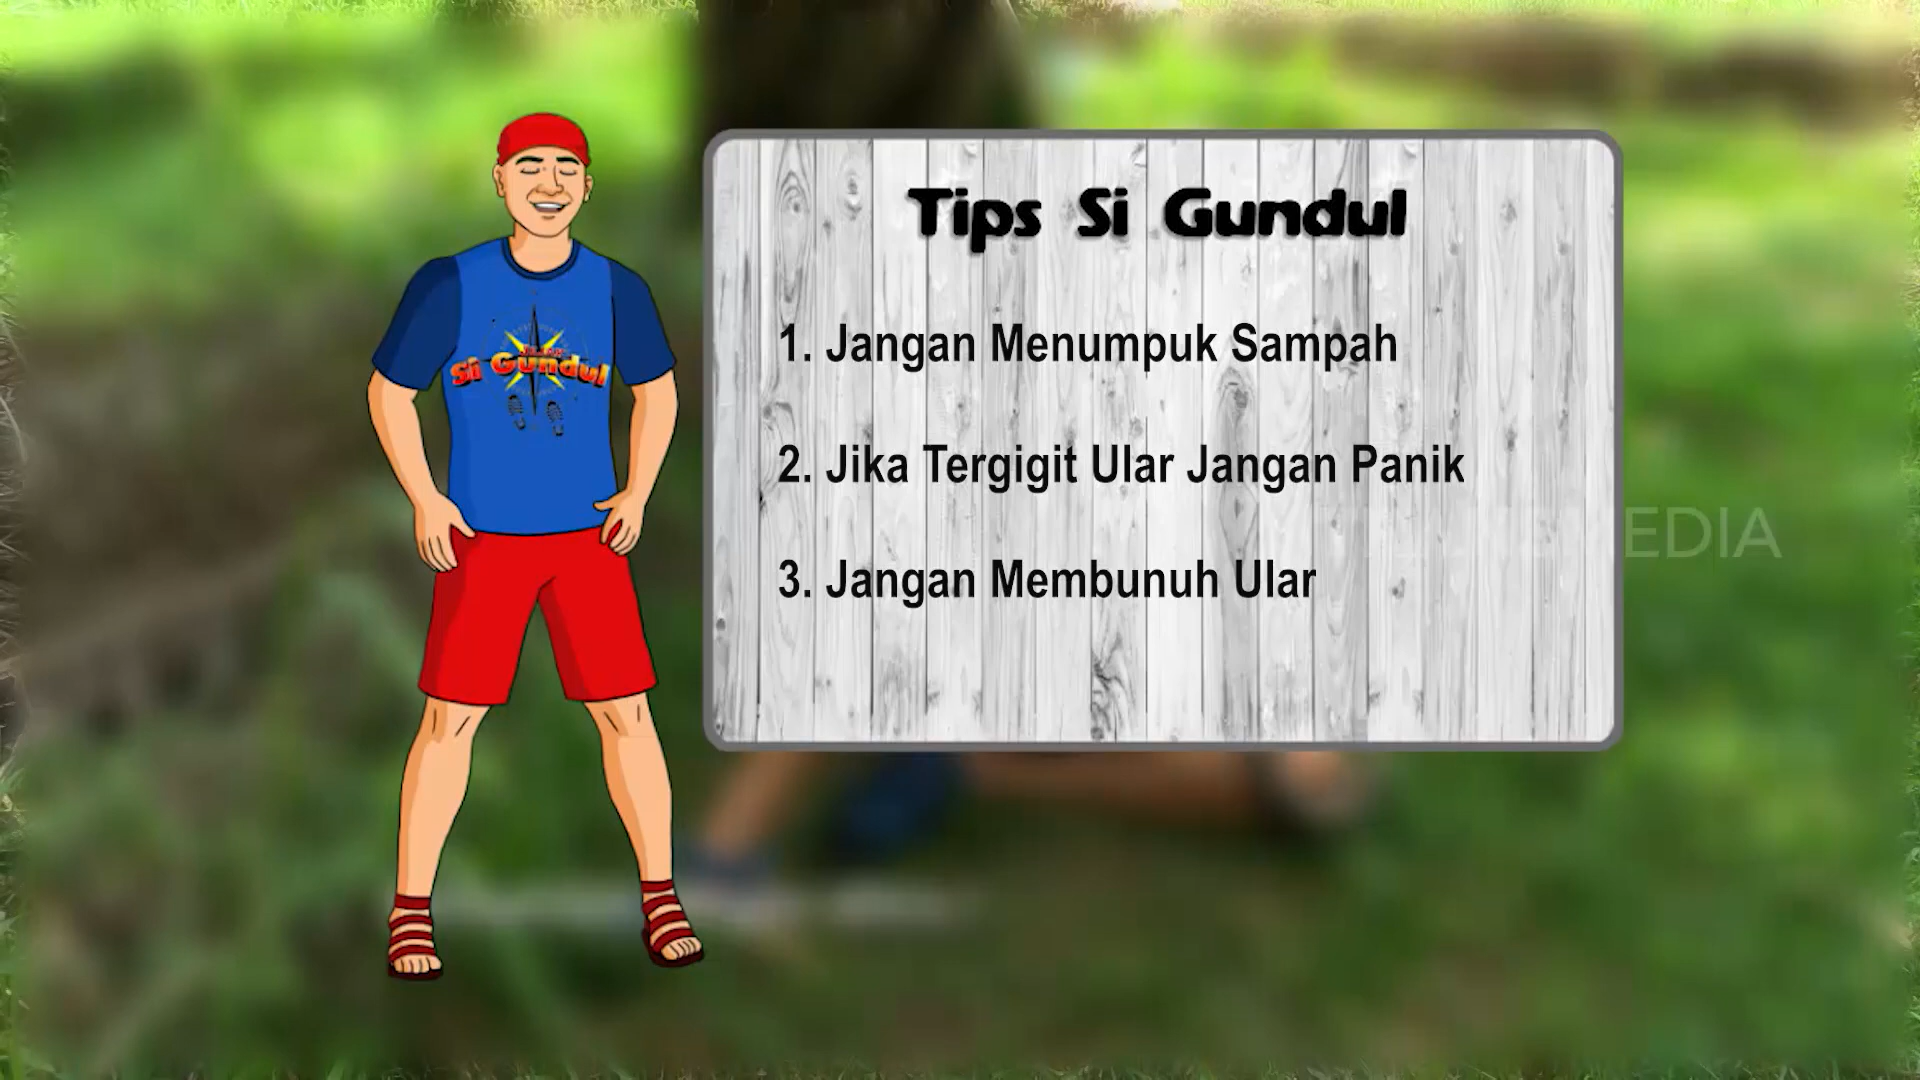 Tips Si Gundul
1. Jangan Menumpuk Sampah
2. Jika Tergigit Ular Jangan Panik
3. Jangan Membunuh Ular
Si Gundul
EDIA